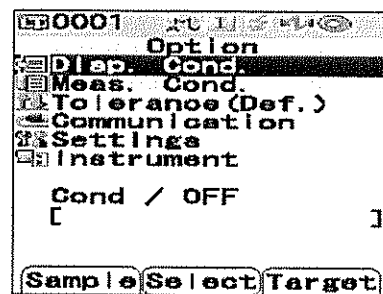 0001
Option
Disp. Cond.
Meas. Cond.
Tolerance(Def.)
Communication
Settings
Instrument
Cond / OFF
[ ]
Sample Select Target